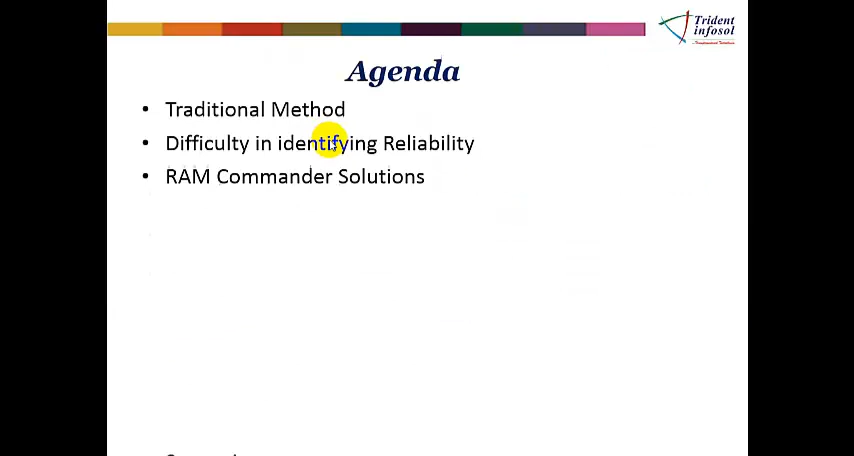 Trident
infosol
Agenda
• Traditional Method
• Difficulty in identifying Reliability
• RAM Commander Solutions